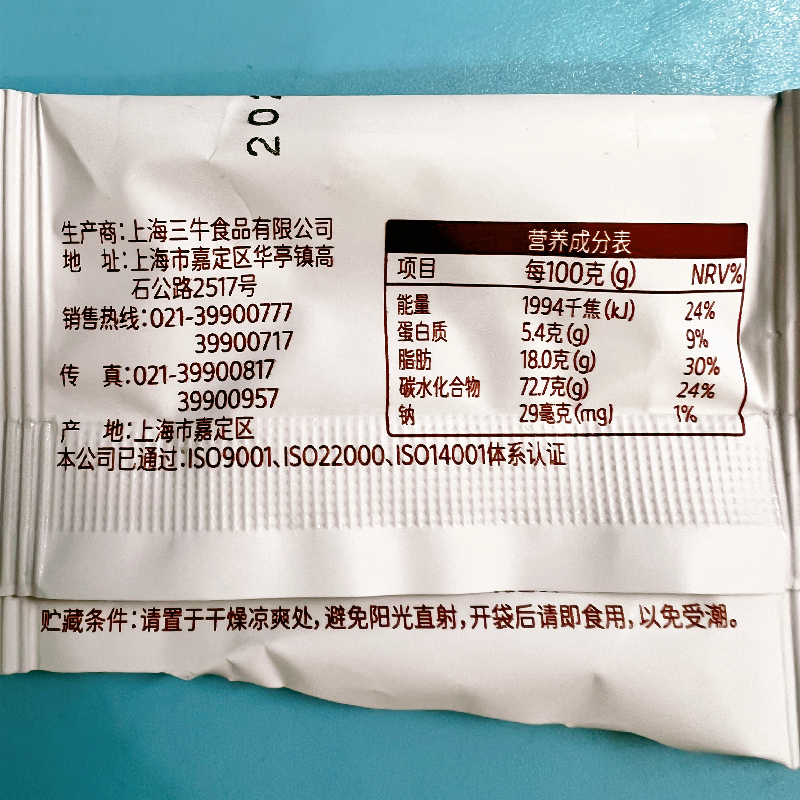 20
生产商:上海三牛食品有限公司
地 址:上海市嘉定区华亭镇高
石公路2517号
销售热线:021-39900777
39900717
传 真:021-39900817
39900957
产 地:上海市嘉定区
本公司已通过:ISO9001、ISO22000、ISO14001体系认证
营养成分表
项目 每100克(g) NRV%
能量 1994千焦(kJ) 24%
蛋白质 5.4克(g) 9%
脂肪 18.0克(g) 30%
碳水化合物 72.7克(g) 24%
钠 29毫克(mg) 1%
贮藏条件:请置于干燥凉爽处,避免阳光直射,开袋后请即食用,以免受潮。